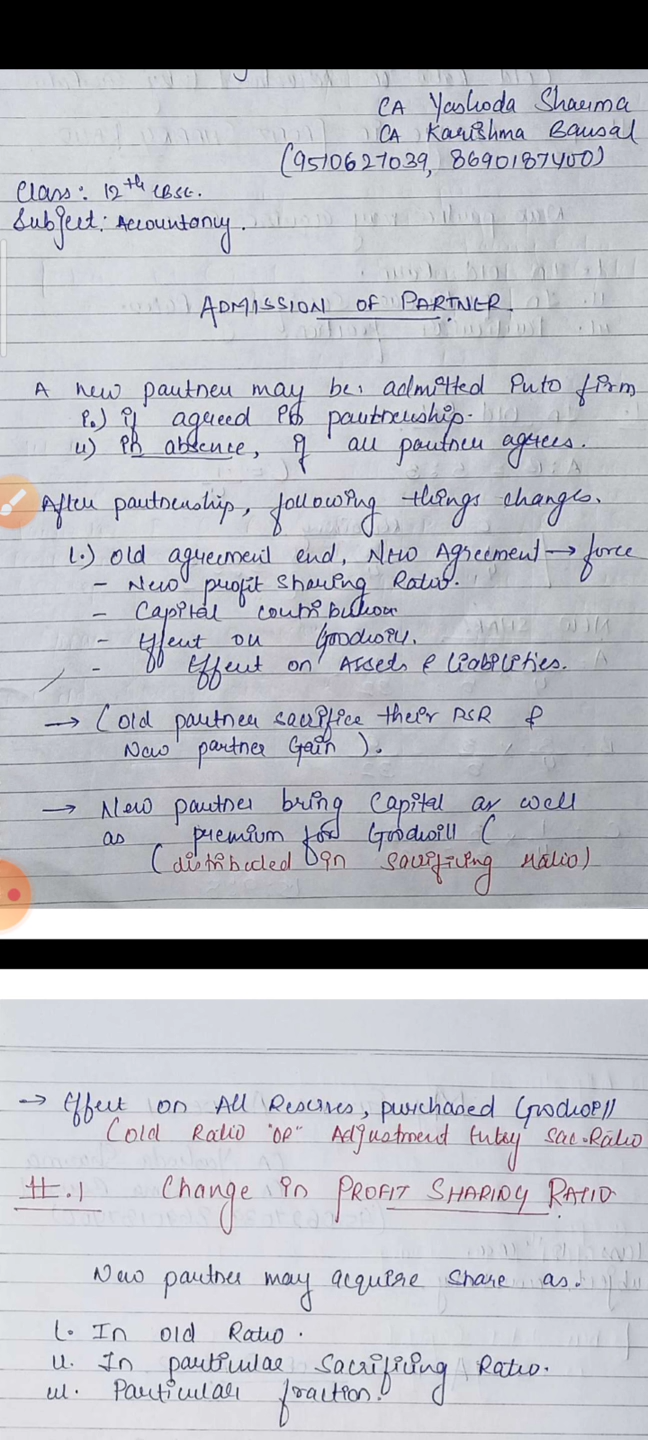 CA Yashoda Sharma
CA Karishma Bansal
(9510627039, 8690187400)
Class: 12th CBSE.
Subject: Accountancy.
ADMISSION OF PARTNER.
A new partner may be admitted into firm
i.) if agreed in partnership.
ii) in absence, if all partner agrees.
After partnership, following things changes.
1.) Old agreement end, New Agreement → force
- New profit sharing Ratio.
- Capital contribution
- Effect on Goodwill.
- Effect on Assets & liabilities.
→ (Old partner sacrifice their PSR &
New partner Gain).
→ New partner bring Capital as well
as premium for Goodwill (
(distributed in sacrificing ratio)
→ Effect on All Reserves, purchased Goodwill
(old Ratio "OR" Adjustment entry Sac. Ratio
#.1 Change in PROFIT SHARING RATIO
New partner may acquire share as.
i. In old Ratio.
ii. In particular Sacrificing Ratio.
iii. Particular fraction.